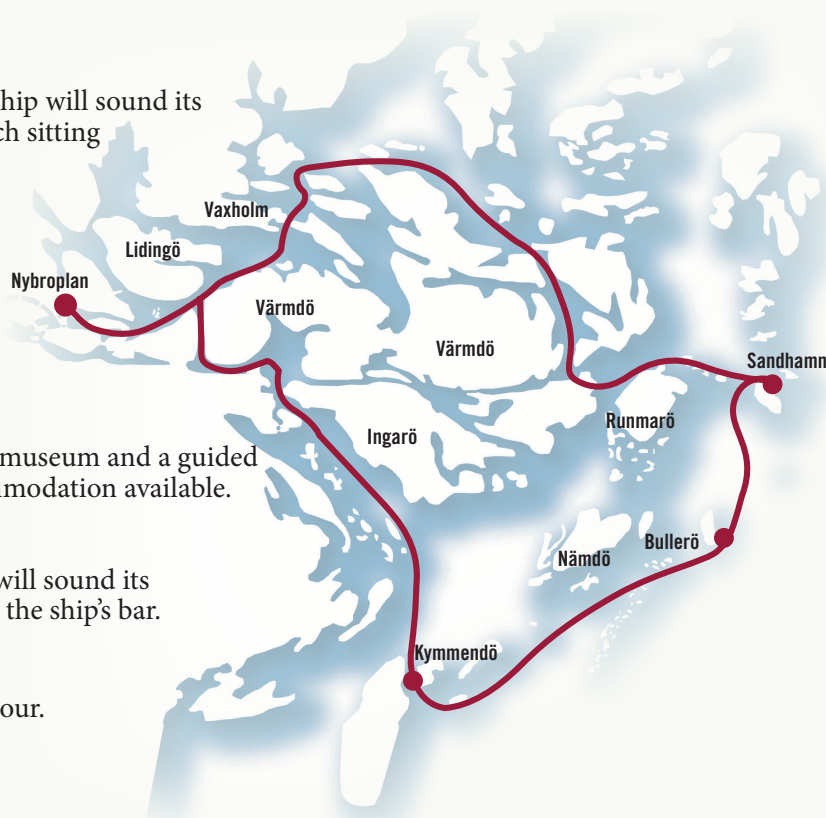 hip will sound its
ch sitting
Vaxholm
Lidingö
Nybroplan
Värmdö
Värmdö
Sandhamn
Runmarö
Ingarö
museum and a guided
modation available.
Bullerö
Nämdö
will sound its
the ship's bar.
Kymmendö
our.